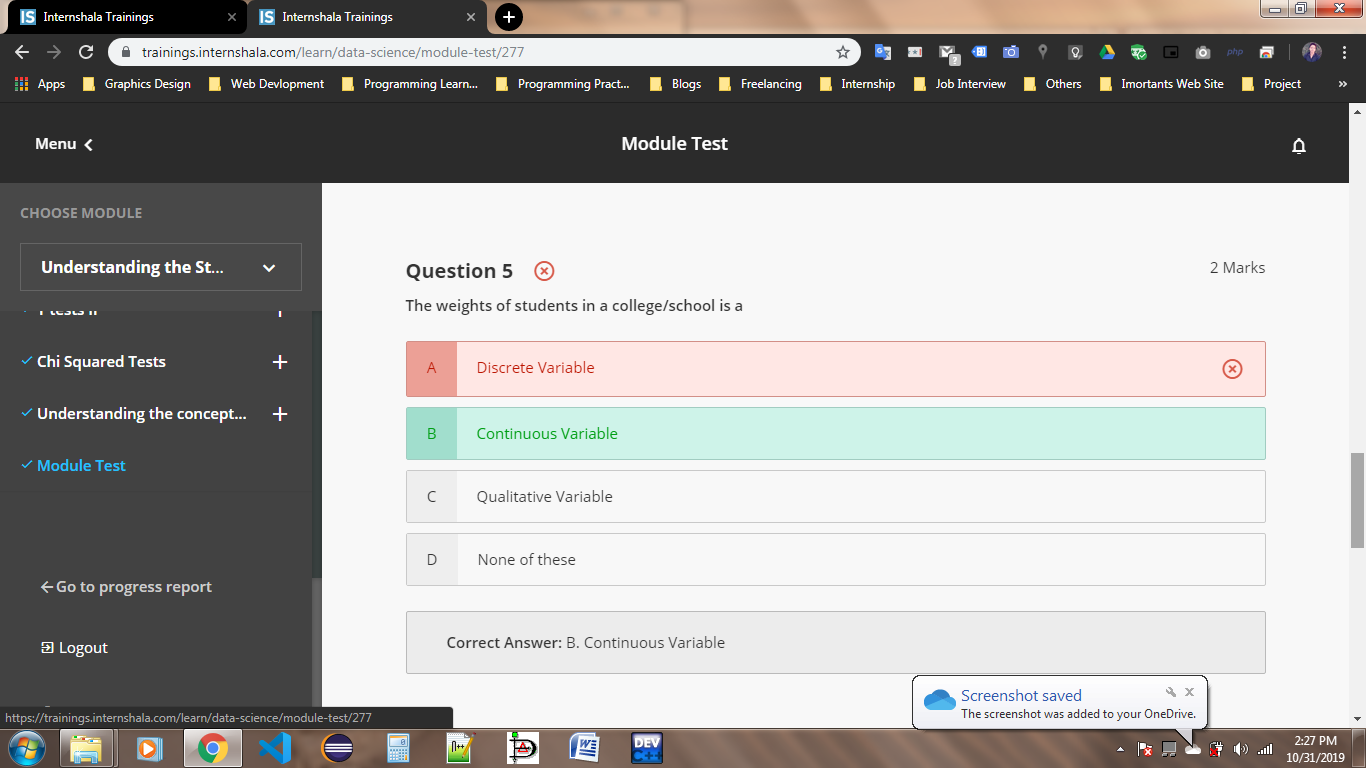 Internshala Trainings
Internshala Trainings
trainings.internshala.com/learn/data-science/module-test/277
Apps
Graphics Design
Web Devlopment
Programming Learn...
Programming Pract...
Blogs
Freelancing
Internship
Job Interview
Others
Imortants Web Site
Project
»
Menu
Module Test
CHOOSE MODULE
Understanding the St...
T tests II
Chi Squared Tests
Understanding the concept...
Module Test
Go to progress report
Logout
Question 5
2 Marks
The weights of students in a college/school is a
A Discrete Variable
B Continuous Variable
C Qualitative Variable
D None of these
Correct Answer: B. Continuous Variable
Screenshot saved
The screenshot was added to your OneDrive.
https://trainings.internshala.com/learn/data-science/module-test/277
2:27 PM
10/31/2019